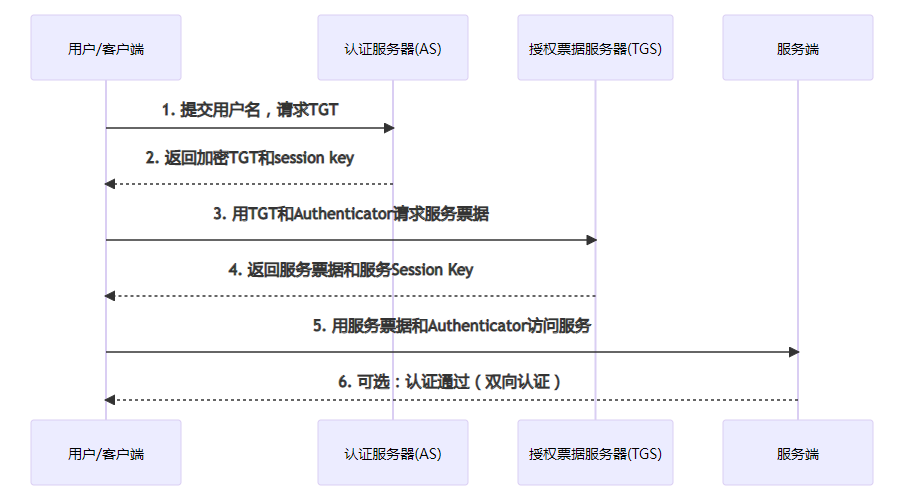 用户/客户端
认证服务器(AS)
授权票据服务器(TGS)
服务端
1. 提交用户名，请求TGT
2. 返回加密TGT和session key
3. 用TGT和Authenticator请求服务票据
4. 返回服务票据和服务Session Key
5. 用服务票据和Authenticator访问服务
6. 可选：认证通过（双向认证）
用户/客户端
认证服务器(AS)
授权票据服务器(TGS)
服务端